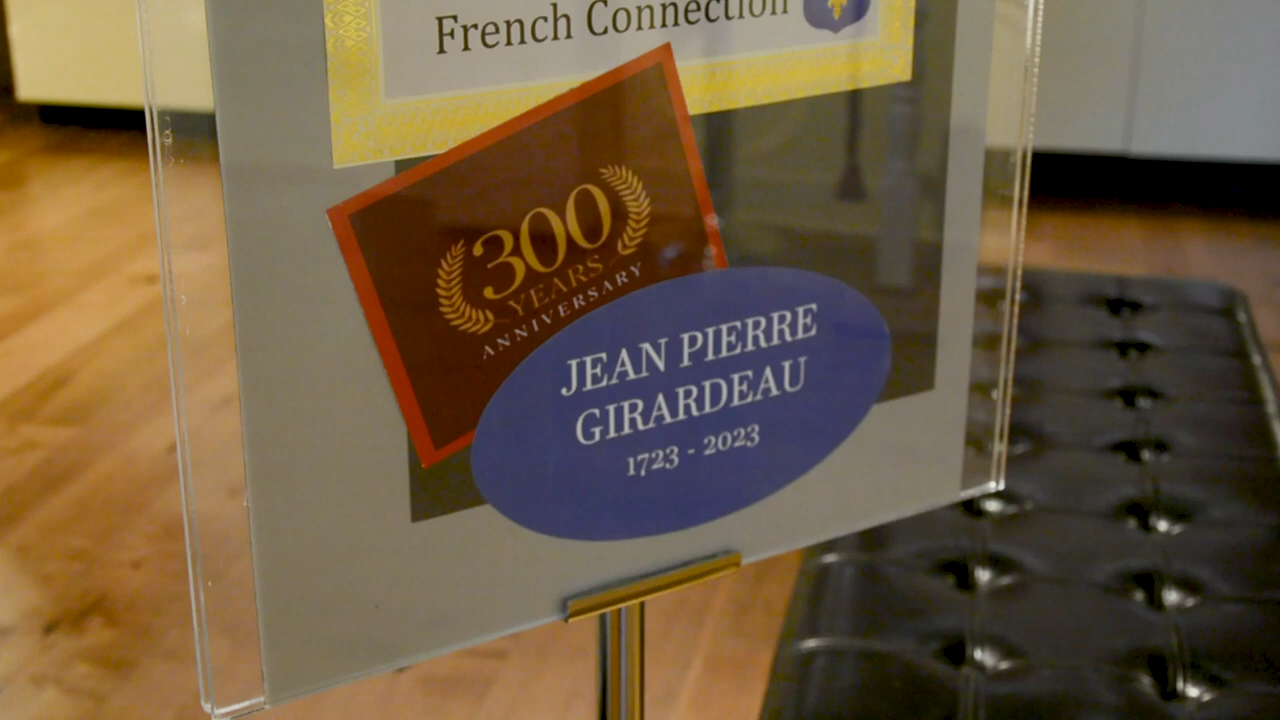 French Connection
300
YEARS
ANNIVERSARY
JEAN PIERRE
GIRARDEAU
1723 - 2023